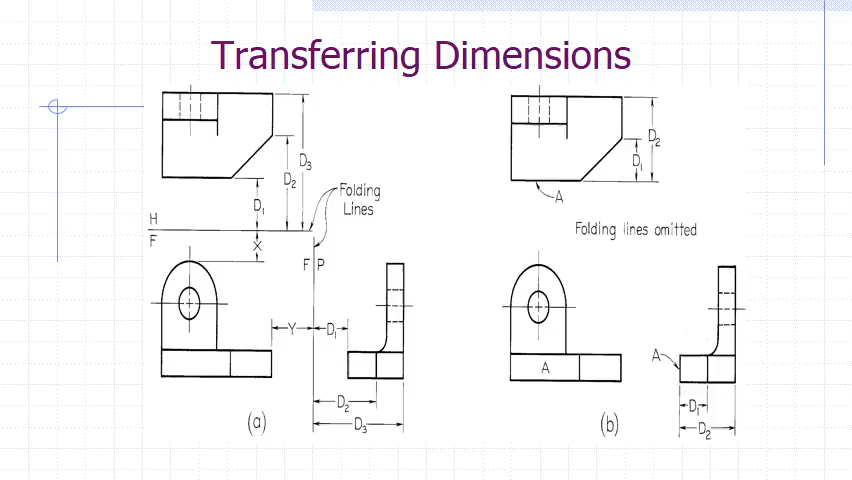 Transferring Dimensions
D₃
D₂
D₁
D₂
D₁
A
Folding
Lines
H
F
X
F P
Folding lines omitted
Y
D₁
D₂
D₃
(a)
A
A
D₁
D₂
(b)